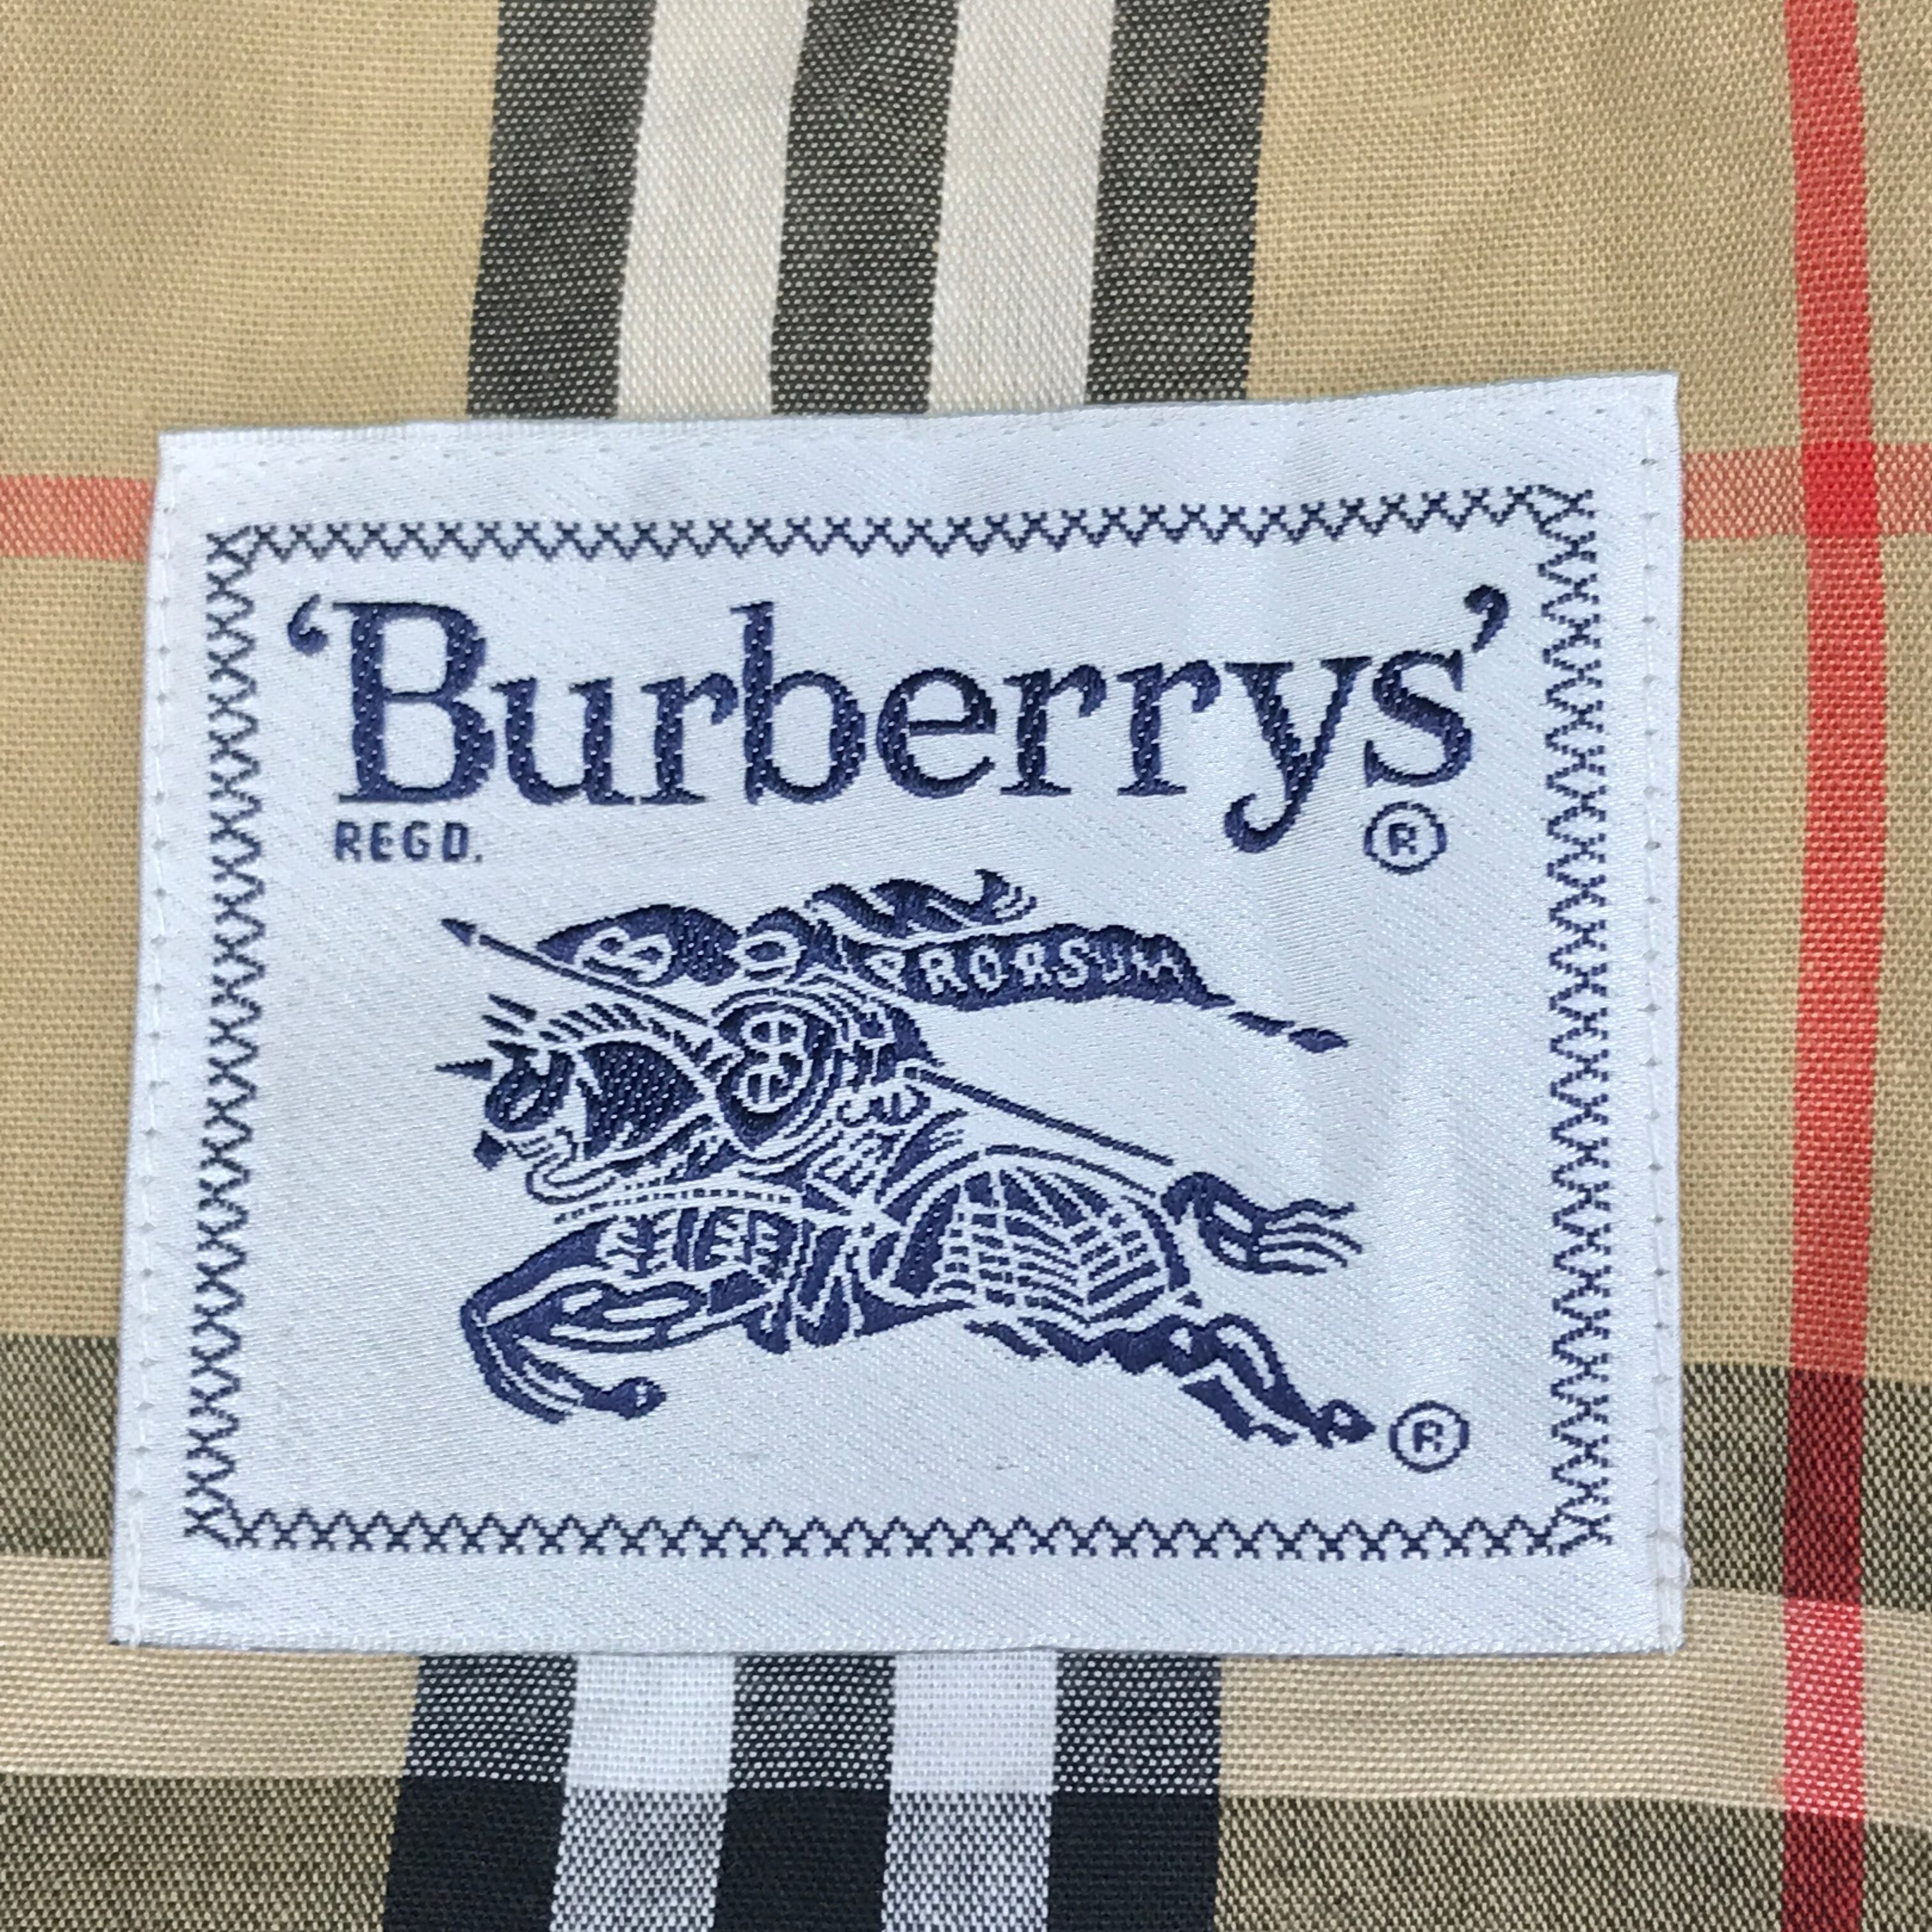 ‘Burberrys’
REGD. ®
PRORSUM
B
®